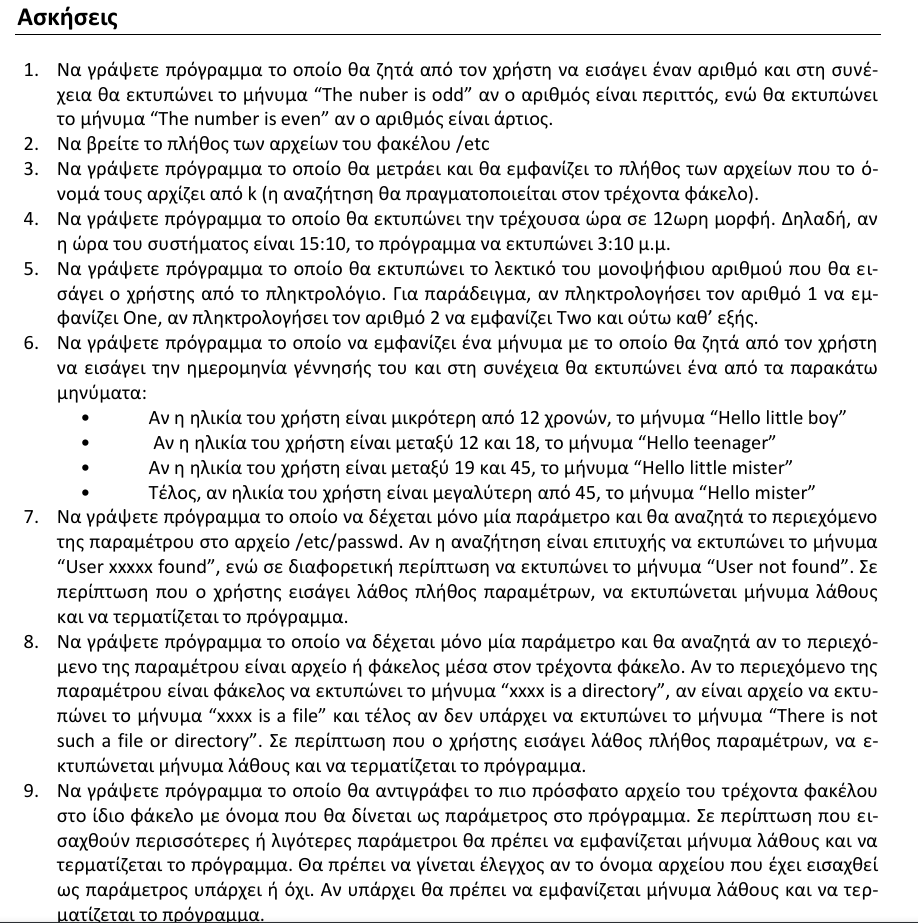 Ασκήσεις
1. Να γράψετε πρόγραμμα το οποίο θα ζητά από τον χρήστη να εισάγει έναν αριθμό και στη συνέ-
χεια θα εκτυπώνει το μήνυμα “The nuber is odd” αν ο αριθμός είναι περιττός, ενώ θα εκτυπώνει
το μήνυμα “The number is even” αν ο αριθμός είναι άρτιος.
2. Να βρείτε το πλήθος των αρχείων του φακέλου /etc
3. Να γράψετε πρόγραμμα το οποίο θα μετράει και θα εμφανίζει το πλήθος των αρχείων που το ό-
νομά τους αρχίζει από k (η αναζήτηση θα πραγματοποιείται στον τρέχοντα φάκελο).
4. Να γράψετε πρόγραμμα το οποίο θα εκτυπώνει την τρέχουσα ώρα σε 12ωρη μορφή. Δηλαδή, αν
η ώρα του συστήματος είναι 15:10, το πρόγραμμα να εκτυπώνει 3:10 μ.μ.
5. Να γράψετε πρόγραμμα το οποίο θα εκτυπώνει το λεκτικό του μονοψήφιου αριθμού που θα ει-
σάγει ο χρήστης από το πληκτρολόγιο. Για παράδειγμα, αν πληκτρολογήσει τον αριθμό 1 να εμ-
φανίζει One, αν πληκτρολογήσει τον αριθμό 2 να εμφανίζει Two και ούτω καθ’ εξής.
6. Να γράψετε πρόγραμμα το οποίο να εμφανίζει ένα μήνυμα με το οποίο θα ζητά από τον χρήστη
να εισάγει την ημερομηνία γέννησής του και στη συνέχεια θα εκτυπώνει ένα από τα παρακάτω
μηνύματα:
• Αν η ηλικία του χρήστη είναι μικρότερη από 12 χρονών, το μήνυμα “Hello little boy”
• Αν η ηλικία του χρήστη είναι μεταξύ 12 και 18, το μήνυμα “Hello teenager”
• Αν η ηλικία του χρήστη είναι μεταξύ 19 και 45, το μήνυμα “Hello little mister”
• Τέλος, αν ηλικία του χρήστη είναι μεγαλύτερη από 45, το μήνυμα “Hello mister”
7. Να γράψετε πρόγραμμα το οποίο να δέχεται μόνο μία παράμετρο και θα αναζητά το περιεχόμενο
της παραμέτρου στο αρχείο /etc/passwd. Αν η αναζήτηση είναι επιτυχής να εκτυπώνει το μήνυμα
“User xxxxx found”, ενώ σε διαφορετική περίπτωση να εκτυπώνει το μήνυμα “User not found”. Σε
περίπτωση που ο χρήστης εισάγει λάθος πλήθος παραμέτρων, να εκτυπώνεται μήνυμα λάθους
και να τερματίζεται το πρόγραμμα.
8. Να γράψετε πρόγραμμα το οποίο να δέχεται μόνο μία παράμετρο και θα αναζητά αν το περιεχό-
μενο της παραμέτρου είναι αρχείο ή φάκελος μέσα στον τρέχοντα φάκελο. Αν το περιεχόμενο της
παραμέτρου είναι φάκελος να εκτυπώνει το μήνυμα “xxxx is a directory”, αν είναι αρχείο να εκτυ-
πώνει το μήνυμα “xxxx is a file” και τέλος αν δεν υπάρχει να εκτυπώνει το μήνυμα “There is not
such a file or directory”. Σε περίπτωση που ο χρήστης εισάγει λάθος πλήθος παραμέτρων, να ε-
κτυπώνεται μήνυμα λάθους και να τερματίζεται το πρόγραμμα.
9. Να γράψετε πρόγραμμα το οποίο θα αντιγράφει το πιο πρόσφατο αρχείο του τρέχοντα φακέλου
στο ίδιο φάκελο με όνομα που θα δίνεται ως παράμετρος στο πρόγραμμα. Σε περίπτωση που ει-
σαχθούν περισσότερες ή λιγότερες παράμετροι θα πρέπει να εμφανίζεται μήνυμα λάθους και να
τερματίζεται το πρόγραμμα. Θα πρέπει να γίνεται έλεγχος αν το όνομα αρχείου που έχει εισαχθεί
ως παράμετρος υπάρχει ή όχι. Αν υπάρχει θα πρέπει να εμφανίζεται μήνυμα λάθους και να τερ-
ματίζεται το πρόγραμμα.